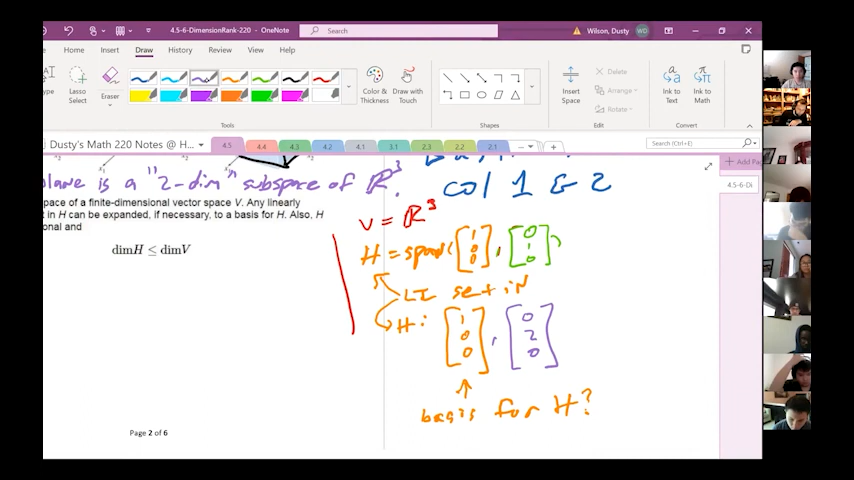 4.5-6-DimensionRank-220 - OneNote
Search
Wilson, Dusty
WD
Home Insert Draw History Review View Help
Type
Lasso Select
Eraser
Color & Thickness
Draw with Touch
Insert Space
Delete
Arrange
Rotate
Ink to Text
Ink to Math
Tools
Shapes
Edit
Convert
Dusty's Math 220 Notes @ H...
4.5 4.4 4.3 4.2 4.1 3.1 2.3 2.2 2.1
Search (Ctrl+E)
Add Pag
4.5-6-Di
plane is a "2-dim"n subspace of ℝ³.
col 1 & 2
pace of a finite-dimensional vector space V. Any linearly
t in H can be expanded, if necessary, to a basis for H. Also, H
onal and
dimH ≤ dimV
V = ℝ³
H = span([1 0 0], [0 1 0])
LI set in
H: [1 0 0], [0 2 0]
basis for H?
Page 2 of 6